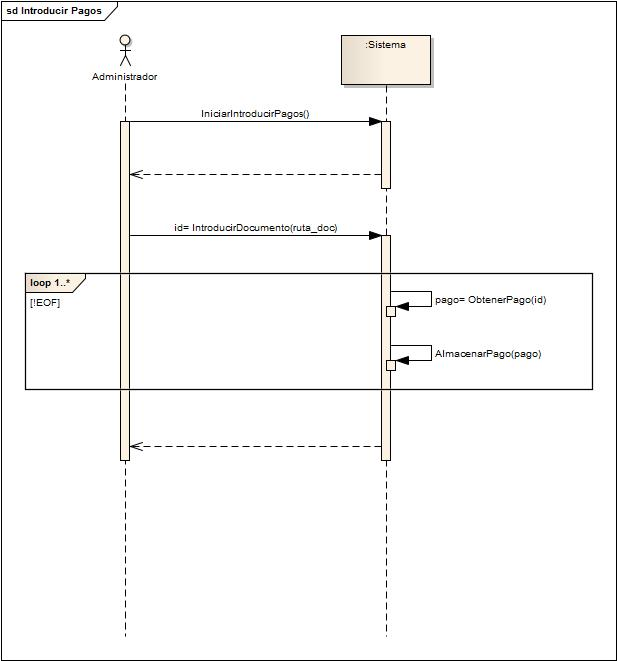 sd Introducir Pagos
:Sistema
Administrador
IniciarIntroducirPagos()
id= IntroducirDocumento(ruta_doc)
loop 1..*
[!EOF]
pago= ObtenerPago(id)
AlmacenarPago(pago)